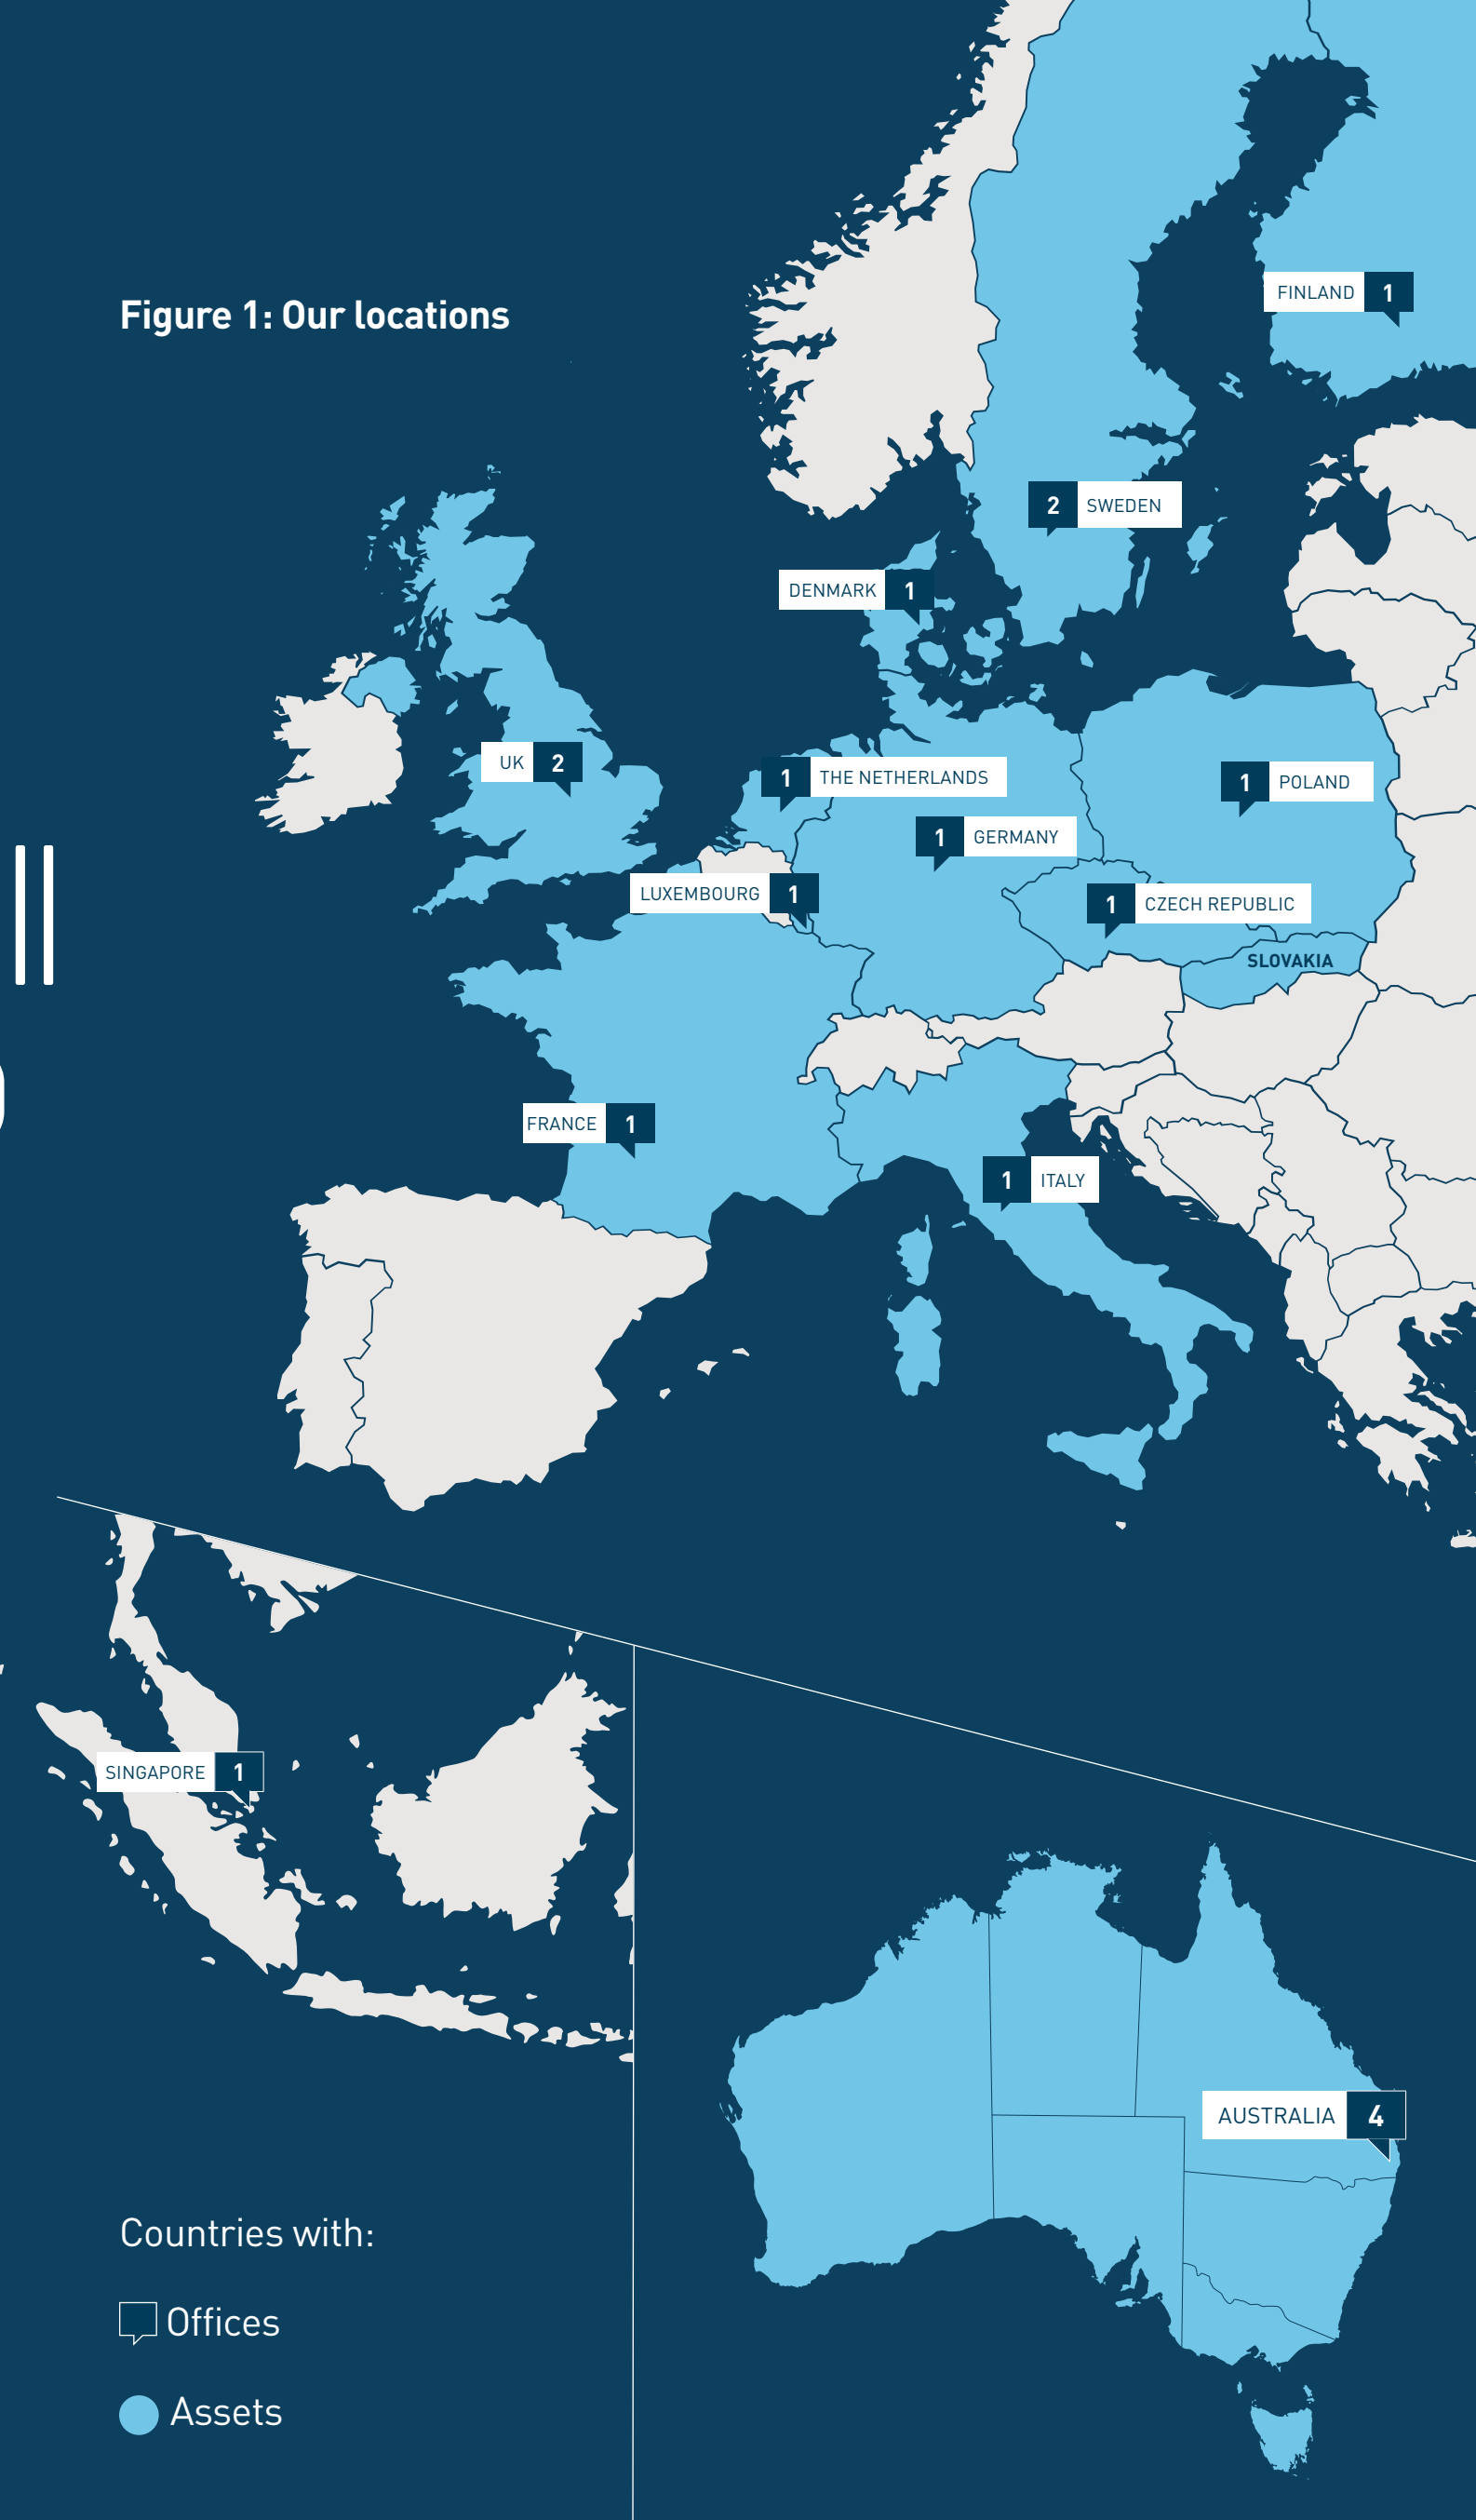 Figure 1: Our locations
FINLAND 1
2 SWEDEN
DENMARK 1
UK 2
1 THE NETHERLANDS
1 POLAND
1 GERMANY
LUXEMBOURG 1
1 CZECH REPUBLIC
SLOVAKIA
FRANCE 1
1 ITALY
SINGAPORE 1
AUSTRALIA 4
Countries with:
Offices
Assets